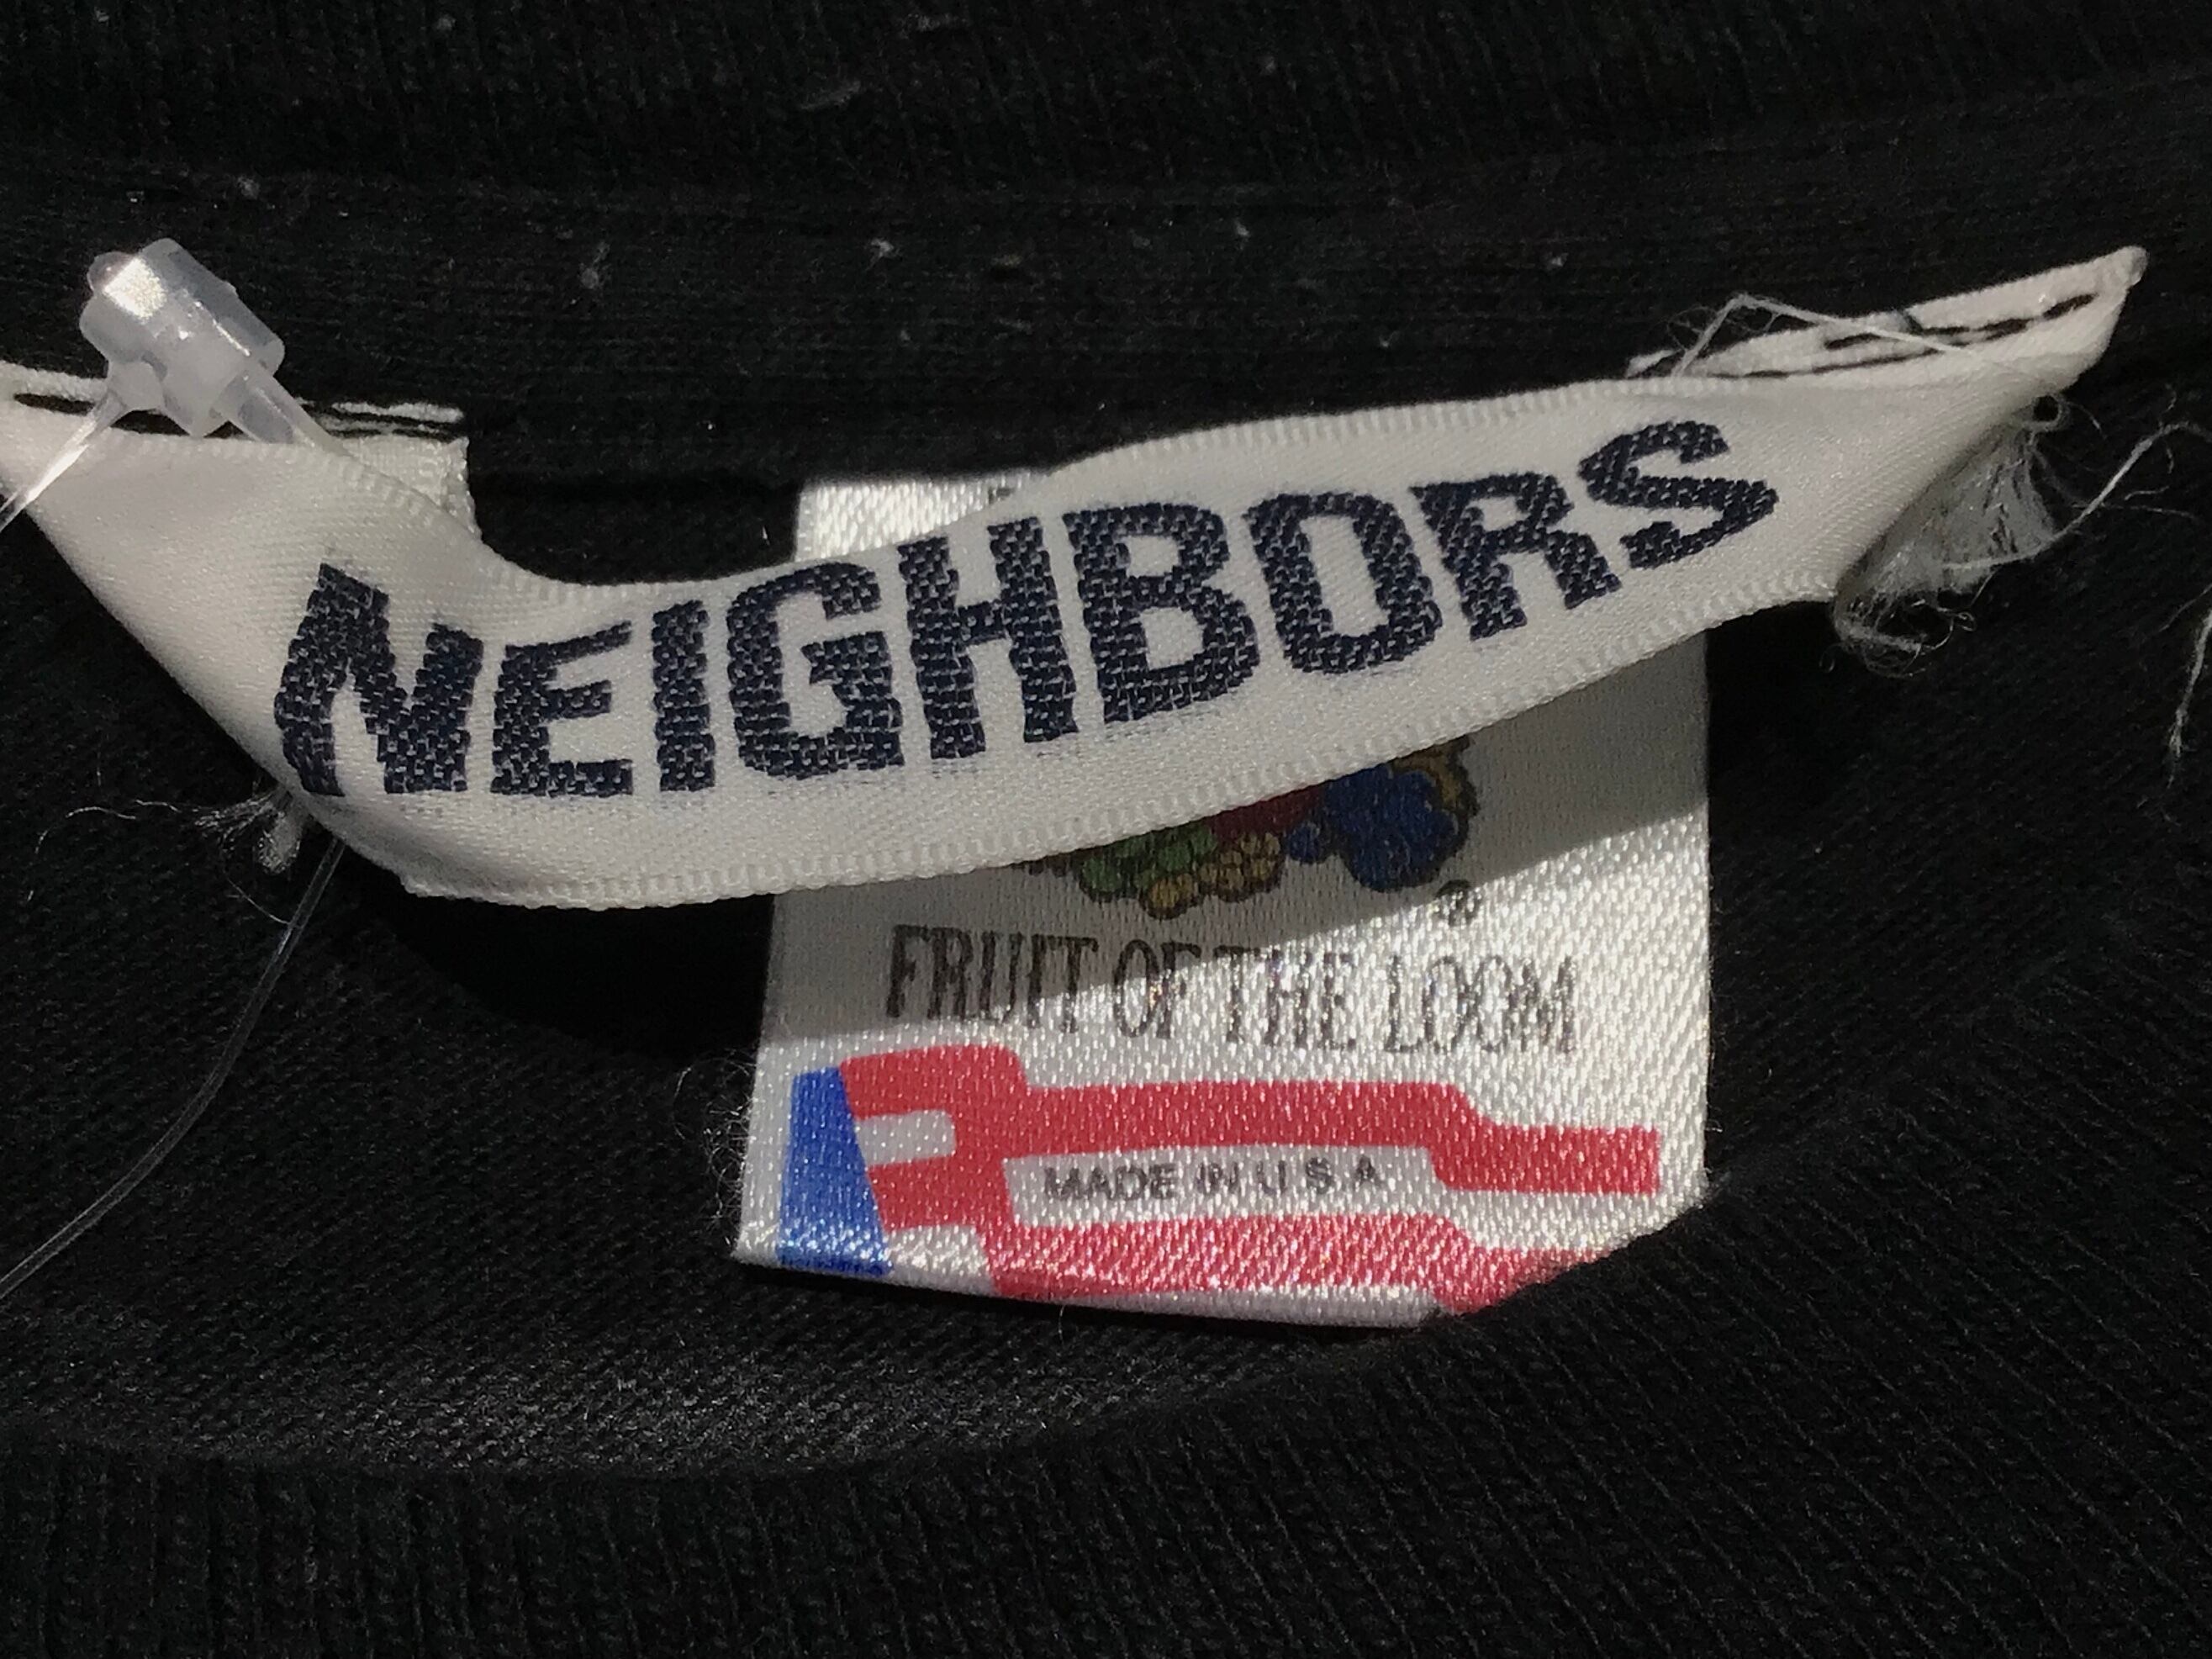 NEIGHBORS
®
FRUIT OF THE LOOM
MADE IN U.S.A